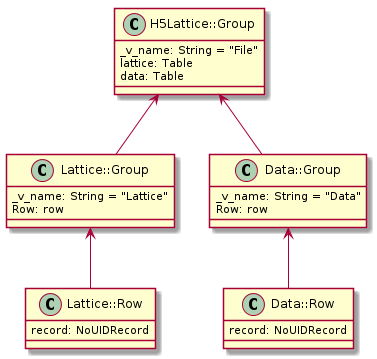 C H5Lattice::Group
_v_name: String = "File"
lattice: Table
data: Table
C Lattice::Group
_v_name: String = "Lattice"
Row: row
C Data::Group
_v_name: String = "Data"
Row: row
C Lattice::Row
record: NoUIDRecord
C Data::Row
record: NoUIDRecord